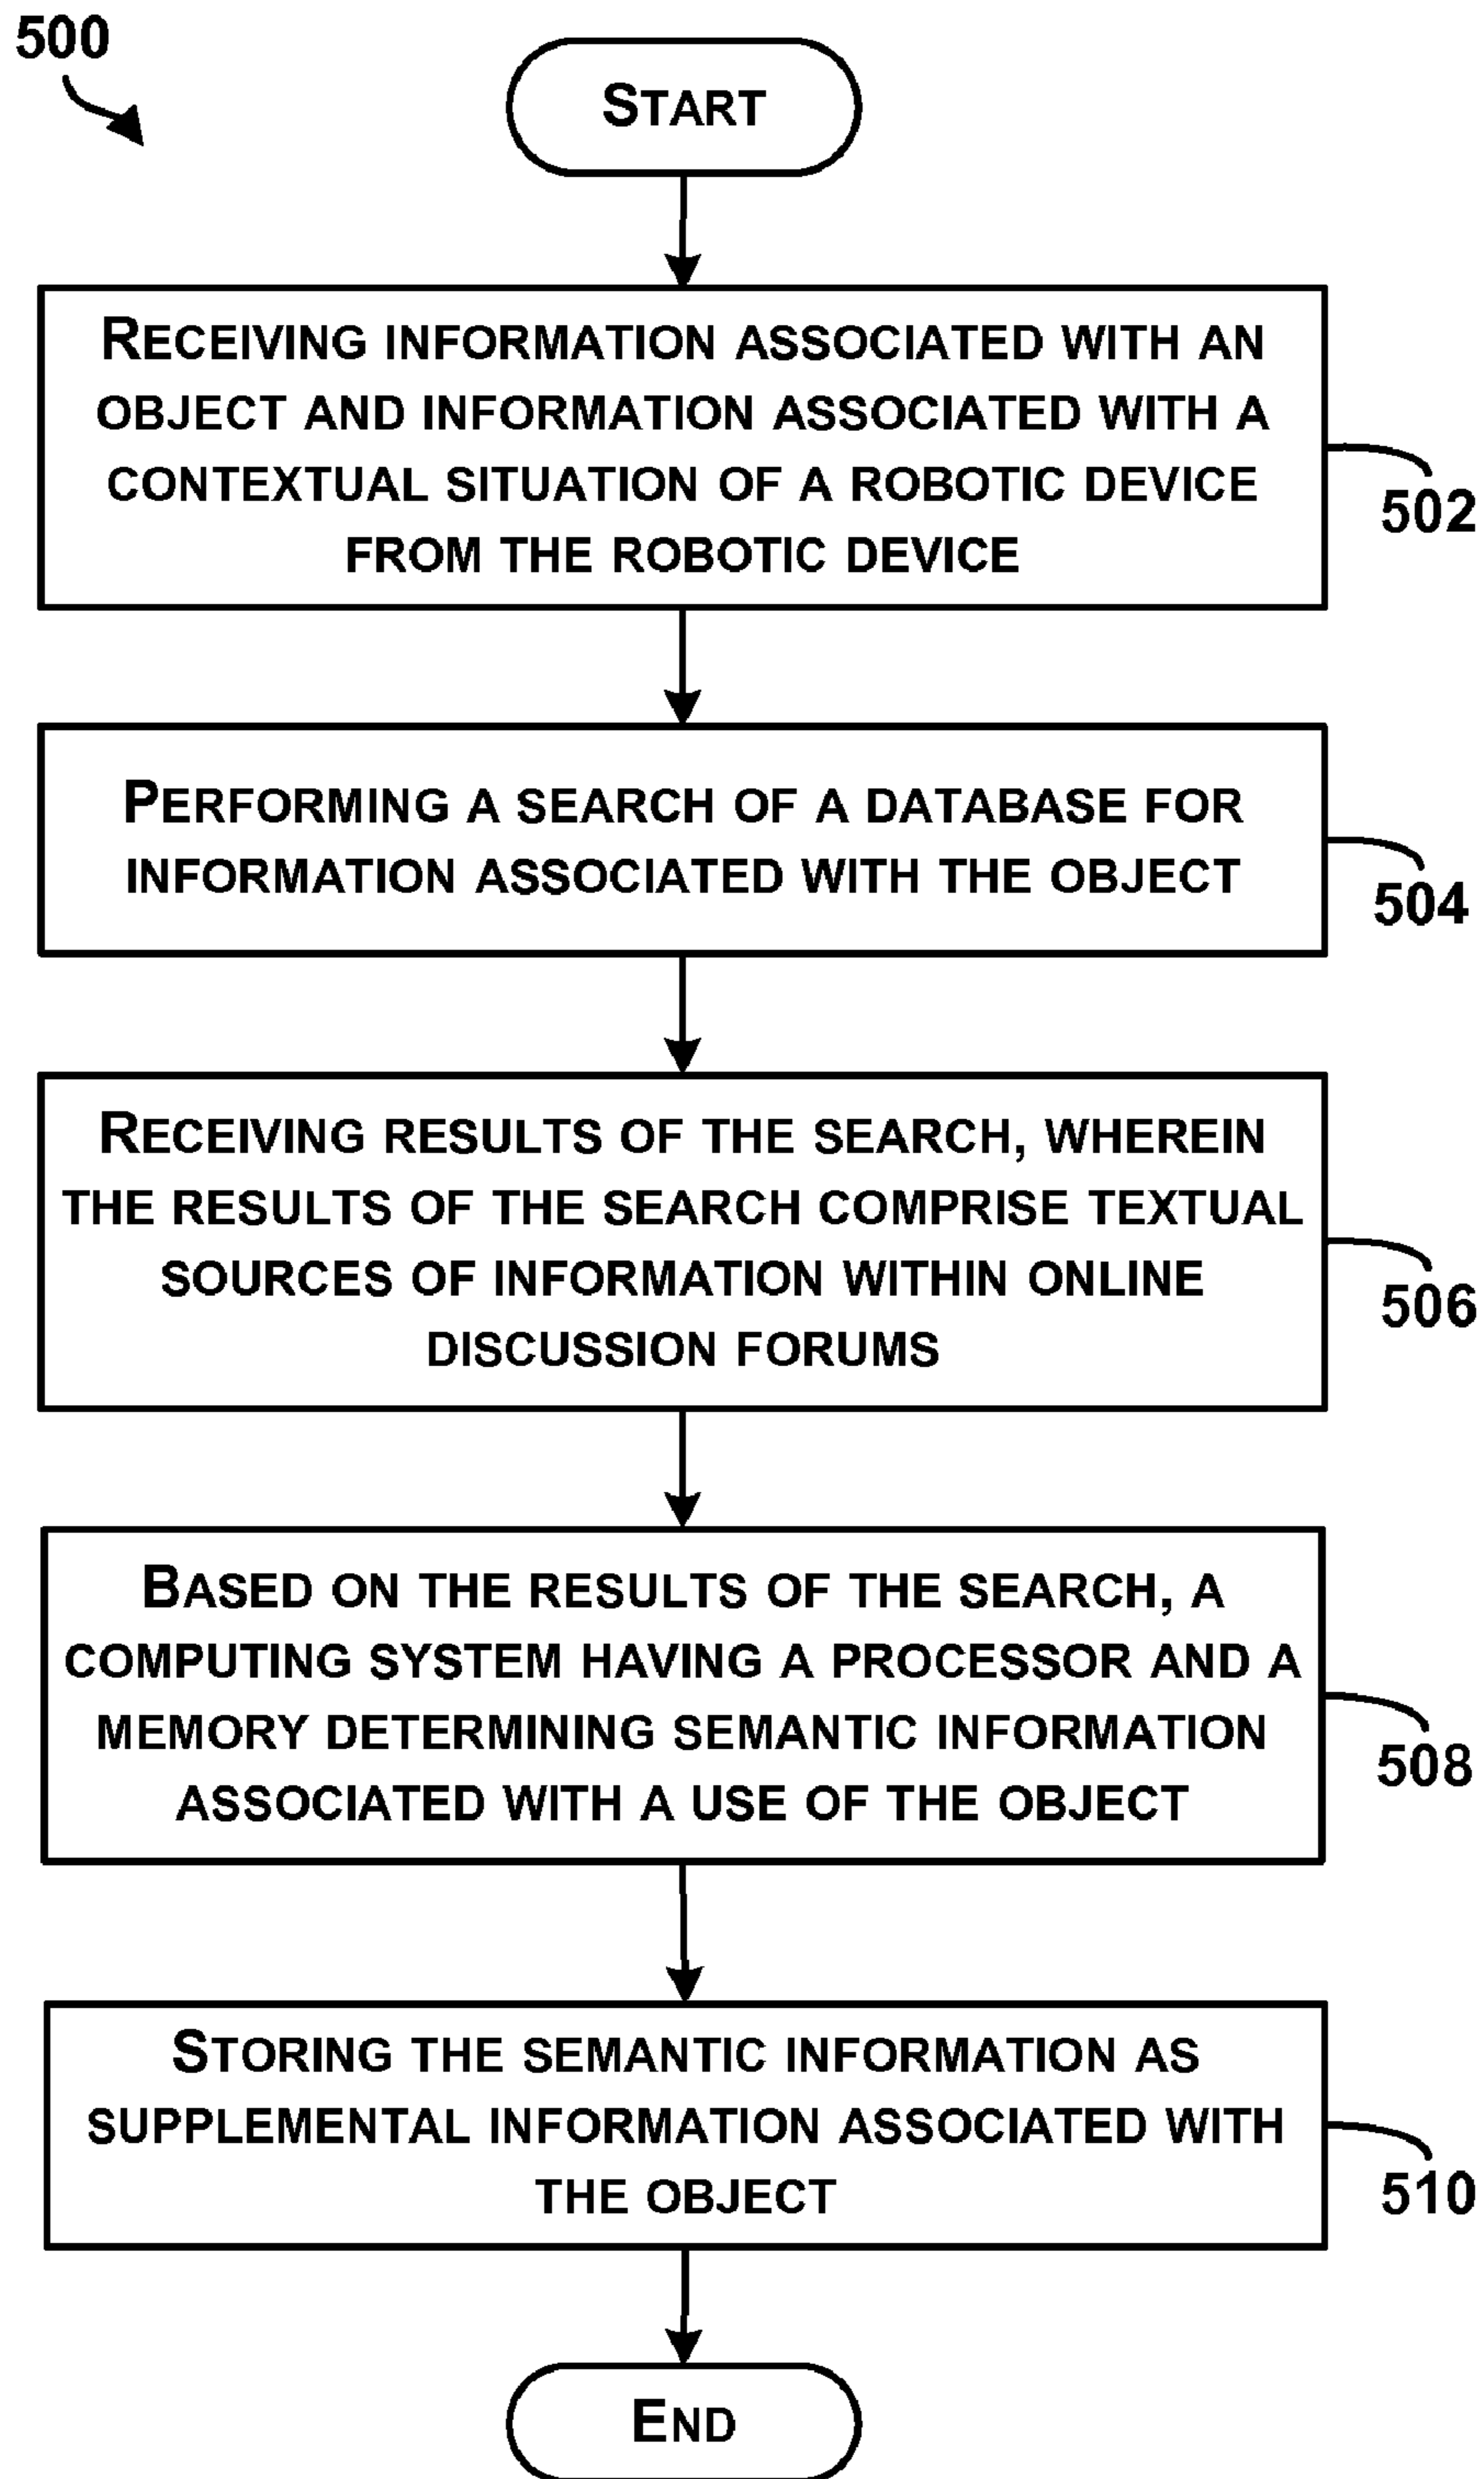 500
START
RECEIVING INFORMATION ASSOCIATED WITH AN
OBJECT AND INFORMATION ASSOCIATED WITH A
CONTEXTUAL SITUATION OF A ROBOTIC DEVICE
FROM THE ROBOTIC DEVICE
502
PERFORMING A SEARCH OF A DATABASE FOR
INFORMATION ASSOCIATED WITH THE OBJECT
504
RECEIVING RESULTS OF THE SEARCH, WHEREIN
THE RESULTS OF THE SEARCH COMPRISE TEXTUAL
SOURCES OF INFORMATION WITHIN ONLINE
DISCUSSION FORUMS
506
BASED ON THE RESULTS OF THE SEARCH, A
COMPUTING SYSTEM HAVING A PROCESSOR AND A
MEMORY DETERMINING SEMANTIC INFORMATION
ASSOCIATED WITH A USE OF THE OBJECT
508
STORING THE SEMANTIC INFORMATION AS
SUPPLEMENTAL INFORMATION ASSOCIATED WITH
THE OBJECT
510
END